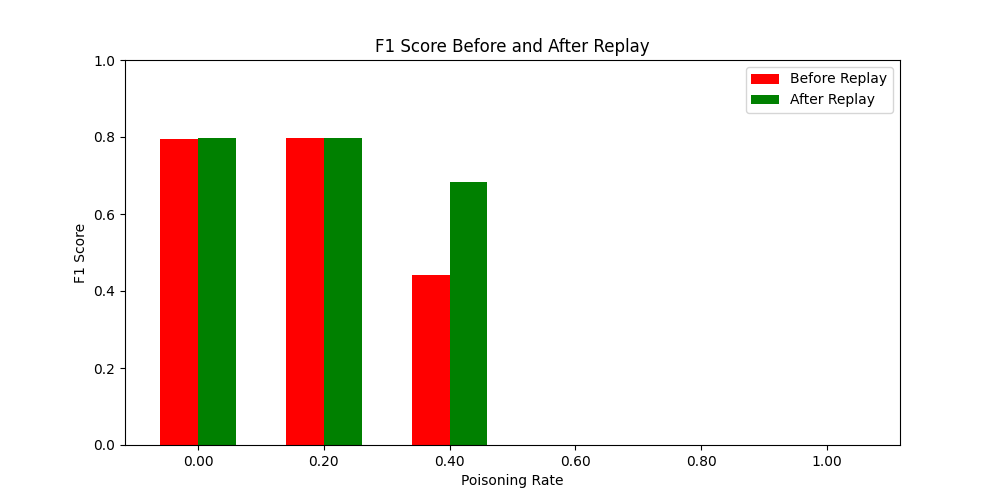 F1 Score Before and After Replay
Before Replay
After Replay
F1 Score
1.0
0.8
0.6
0.4
0.2
0.0
0.00 0.20 0.40 0.60 0.80 1.00
Poisoning Rate